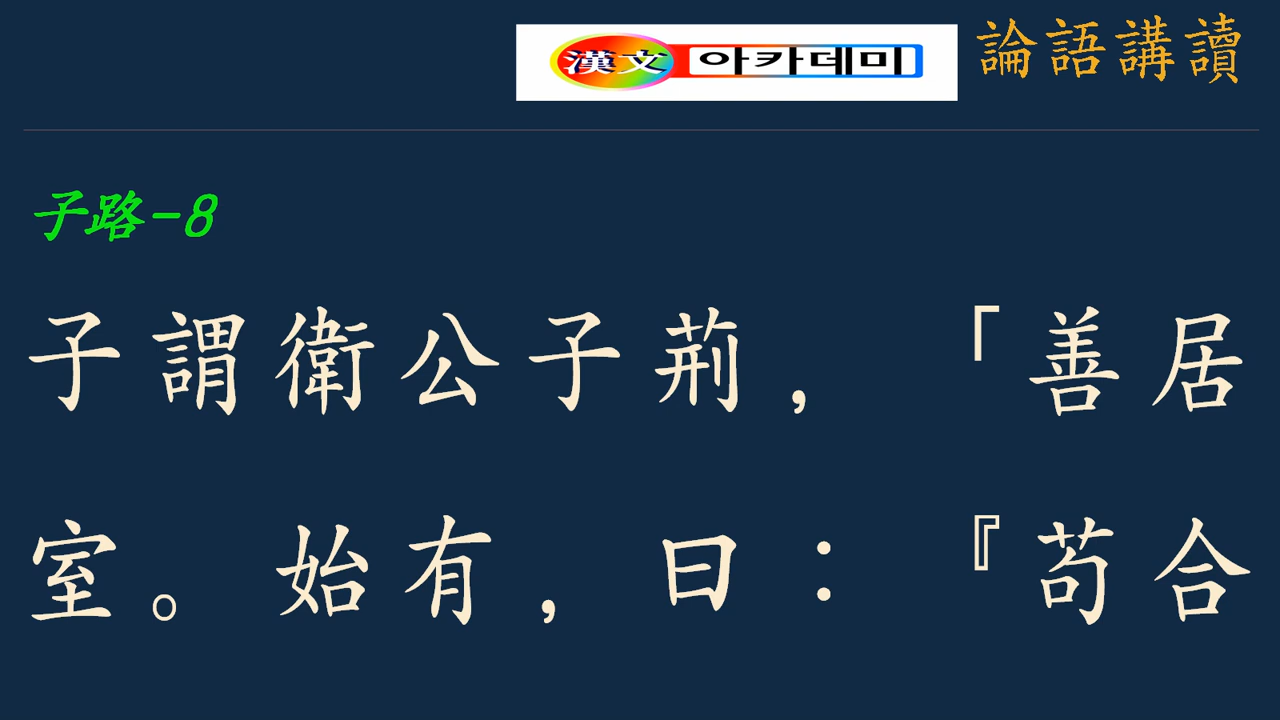 漢文 아카데미
論語講讀
子路-8
子謂衛公子荊，「善居
室。始有，曰：『苟合